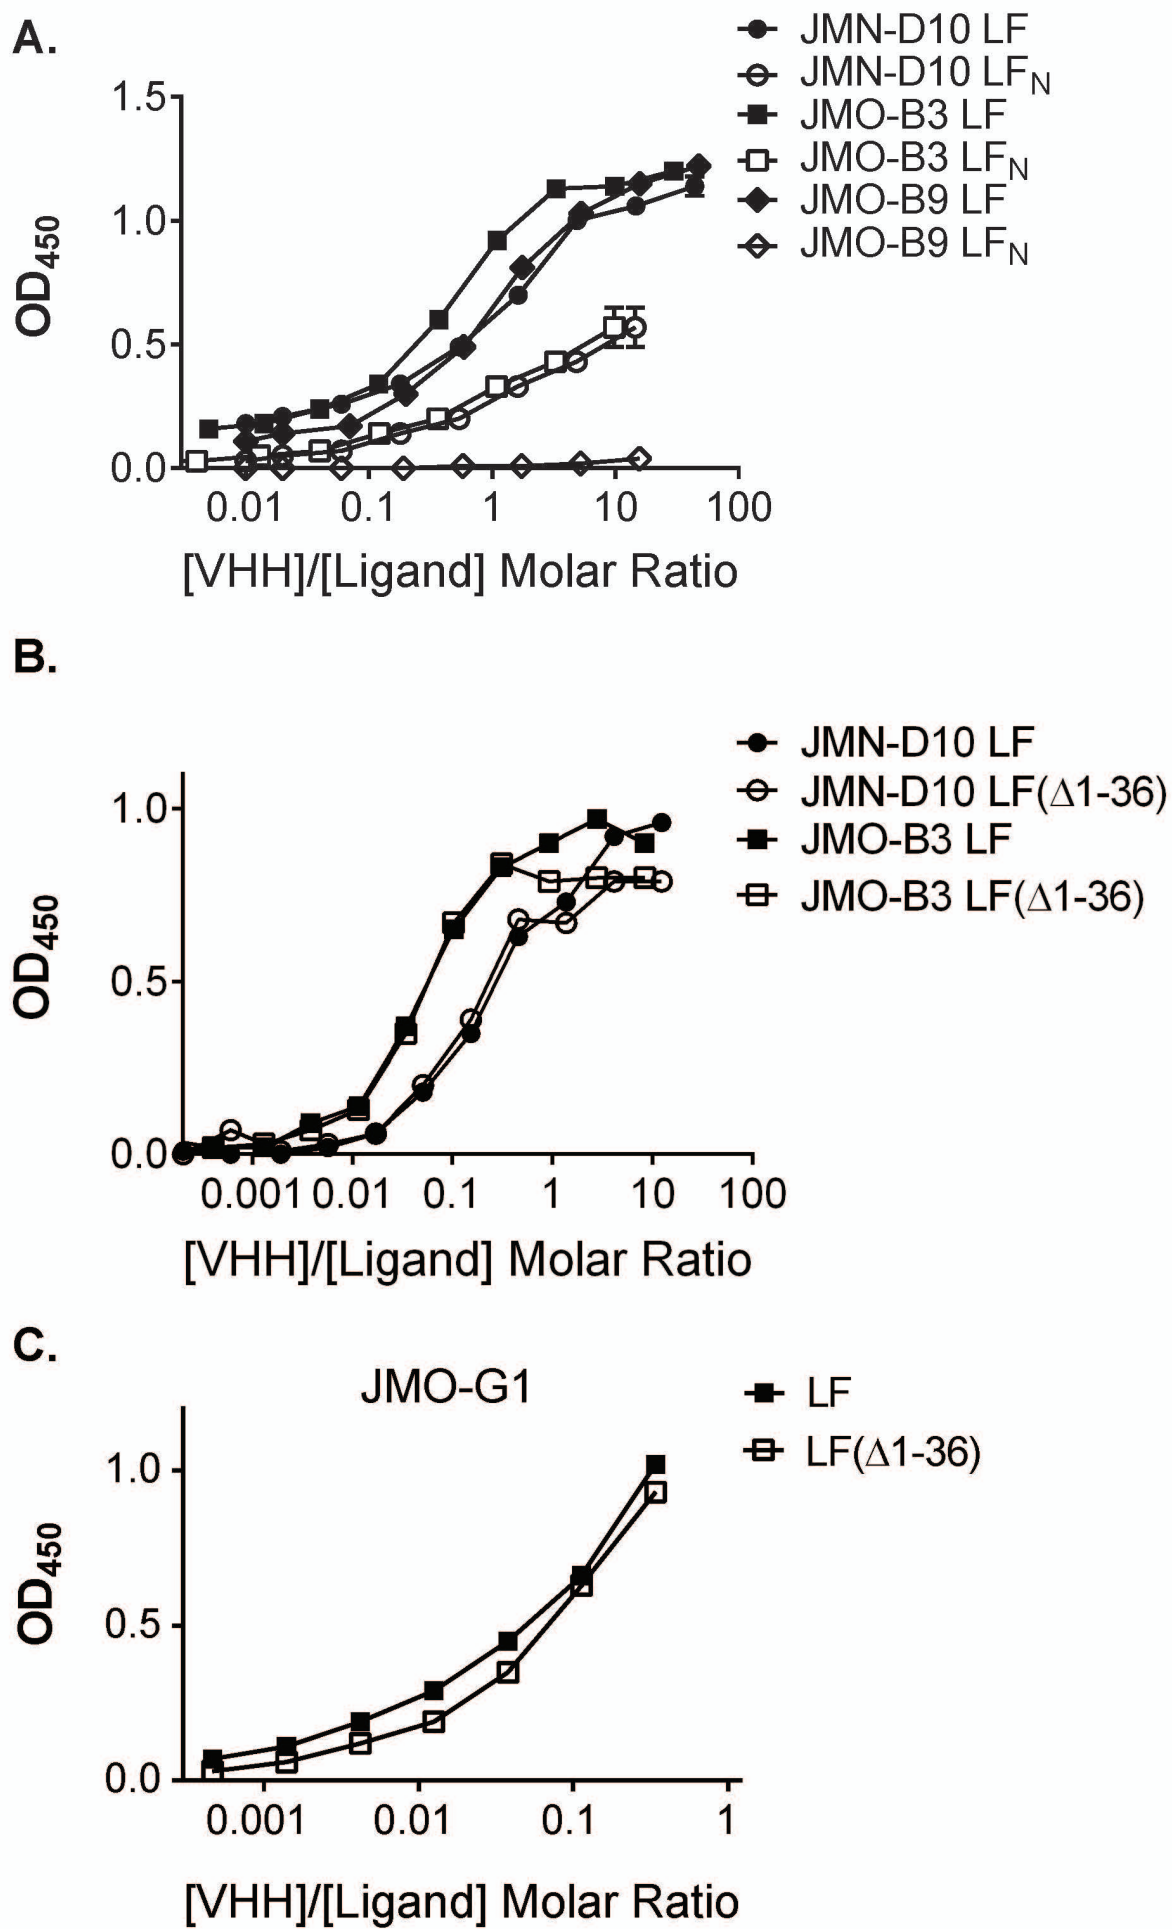 A.
JMN-D10 LF
JMN-D10 LFN
JMO-B3 LF
JMO-B3 LFN
JMO-B9 LF
JMO-B9 LFN
1.5
1.0
0.5
0.0
OD450
0.01 0.1 1 10 100
[VHH]/[Ligand] Molar Ratio
B.
JMN-D10 LF
JMN-D10 LF(Δ1-36)
JMO-B3 LF
JMO-B3 LF(Δ1-36)
1.0
0.5
0.0
OD450
0.001 0.01 0.1 1 10 100
[VHH]/[Ligand] Molar Ratio
C.
JMO-G1
LF
LF(Δ1-36)
1.0
0.5
0.0
OD450
0.001 0.01 0.1 1
[VHH]/[Ligand] Molar Ratio